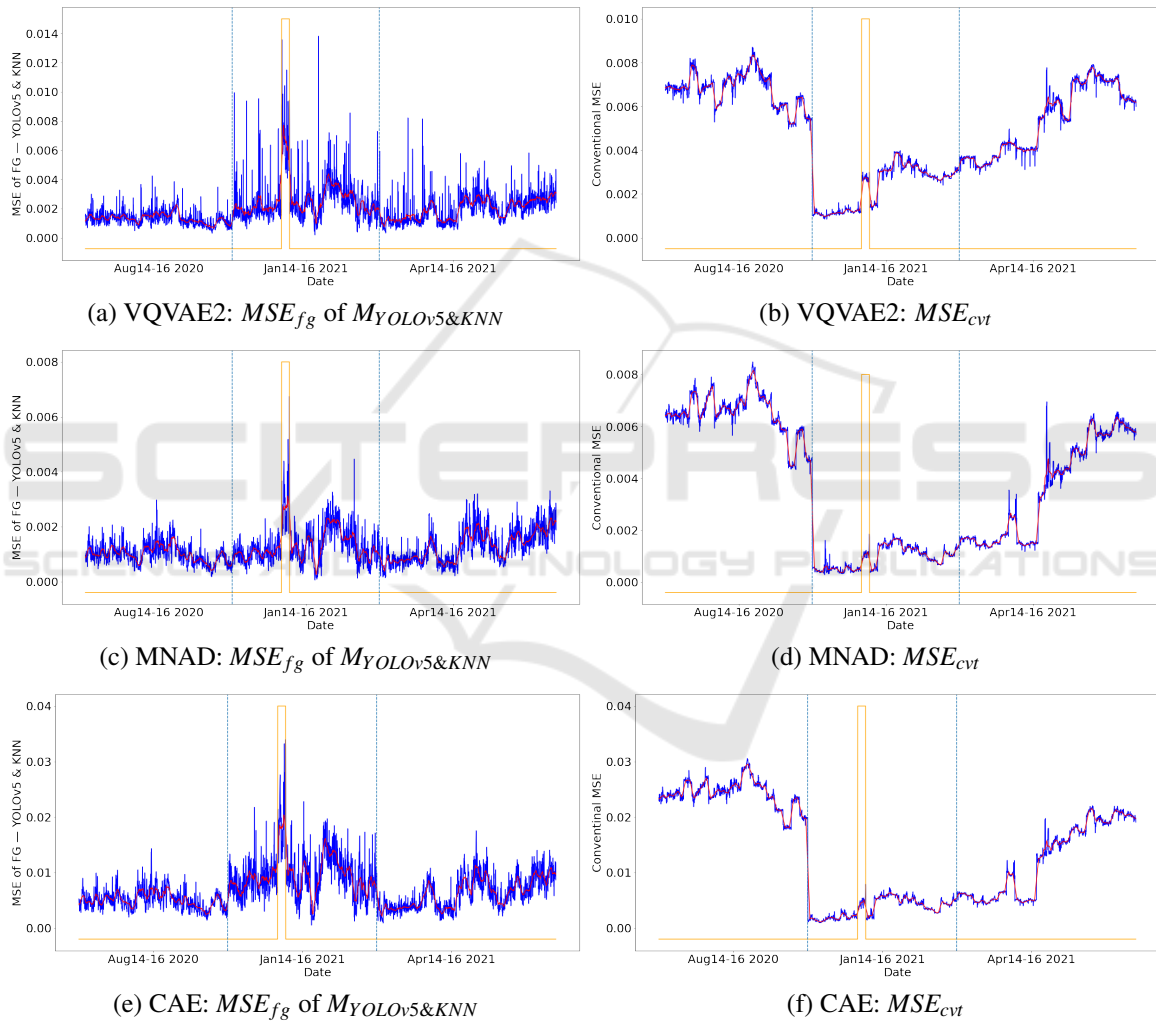 0.014
0.012
0.010
0.008
0.006
0.004
0.002
0.000
MSE of FG — YOLOv5 & KNN
Aug14-16 2020 Jan14-16 2021 Apr14-16 2021
Date
(a) VQVAE2: MSE_fg of M_YOLOv5&KNN
0.010
0.008
0.006
0.004
0.002
0.000
Conventional MSE
Aug14-16 2020 Jan14-16 2021 Apr14-16 2021
Date
(b) VQVAE2: MSE_cvt
0.008
0.006
0.004
0.002
0.000
MSE of FG — YOLOv5 & KNN
Aug14-16 2020 Jan14-16 2021 Apr14-16 2021
Date
(c) MNAD: MSE_fg of M_YOLOv5&KNN
0.008
0.006
0.004
0.002
0.000
Conventional MSE
Aug14-16 2020 Jan14-16 2021 Apr14-16 2021
Date
(d) MNAD: MSE_cvt
0.04
0.03
0.02
0.01
0.00
MSE of FG — YOLOv5 & KNN
Aug14-16 2020 Jan14-16 2021 Apr14-16 2021
Date
(e) CAE: MSE_fg of M_YOLOv5&KNN
0.04
0.03
0.02
0.01
0.00
Conventinal MSE
Aug14-16 2020 Jan14-16 2021 Apr14-16 2021
Date
(f) CAE: MSE_cvt
SCITEPRESS
SCIENCE AND TECHNOLOGY PUBLICATIONS